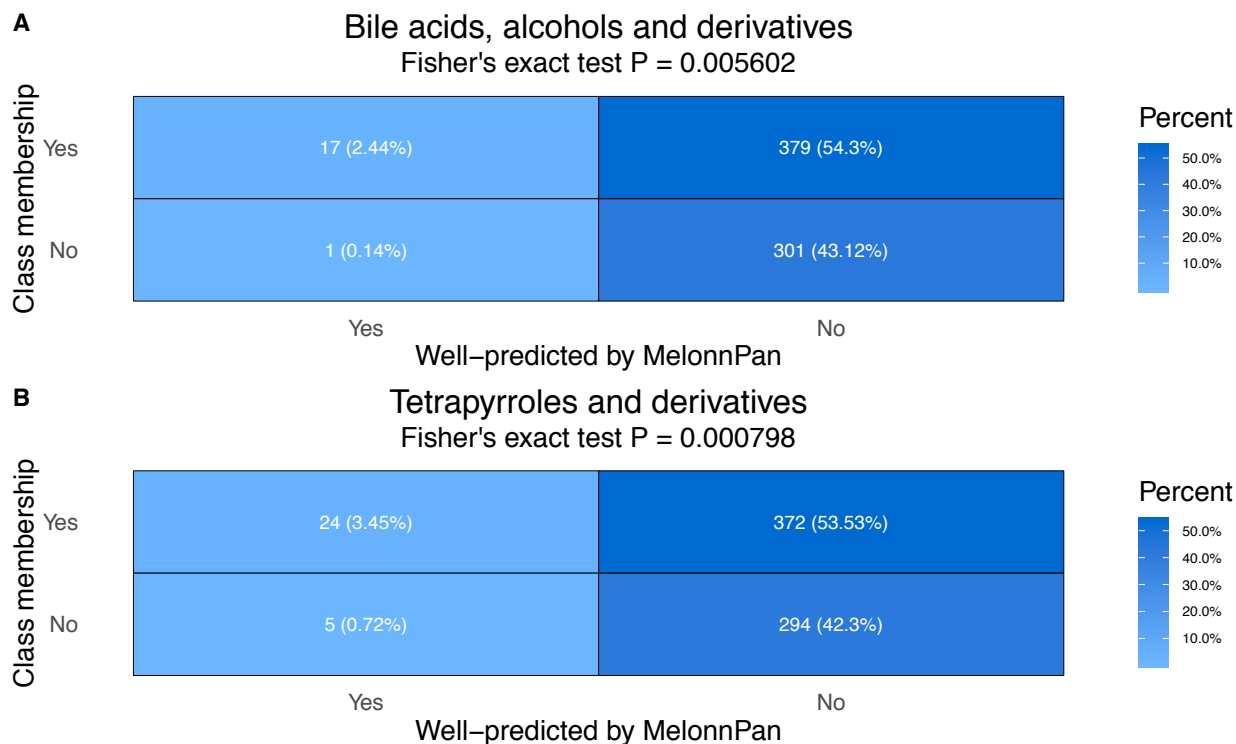 A
Bile acids, alcohols and derivatives
Fisher's exact test P = 0.005602
Class membership
Yes
17 (2.44%)
379 (54.3%)
No
1 (0.14%)
301 (43.12%)
Yes
No
Well−predicted by MelonnPan
Percent
50.0%
40.0%
30.0%
20.0%
10.0%
B
Tetrapyrroles and derivatives
Fisher's exact test P = 0.000798
Class membership
Yes
24 (3.45%)
372 (53.53%)
No
5 (0.72%)
294 (42.3%)
Yes
No
Well−predicted by MelonnPan
Percent
50.0%
40.0%
30.0%
20.0%
10.0%